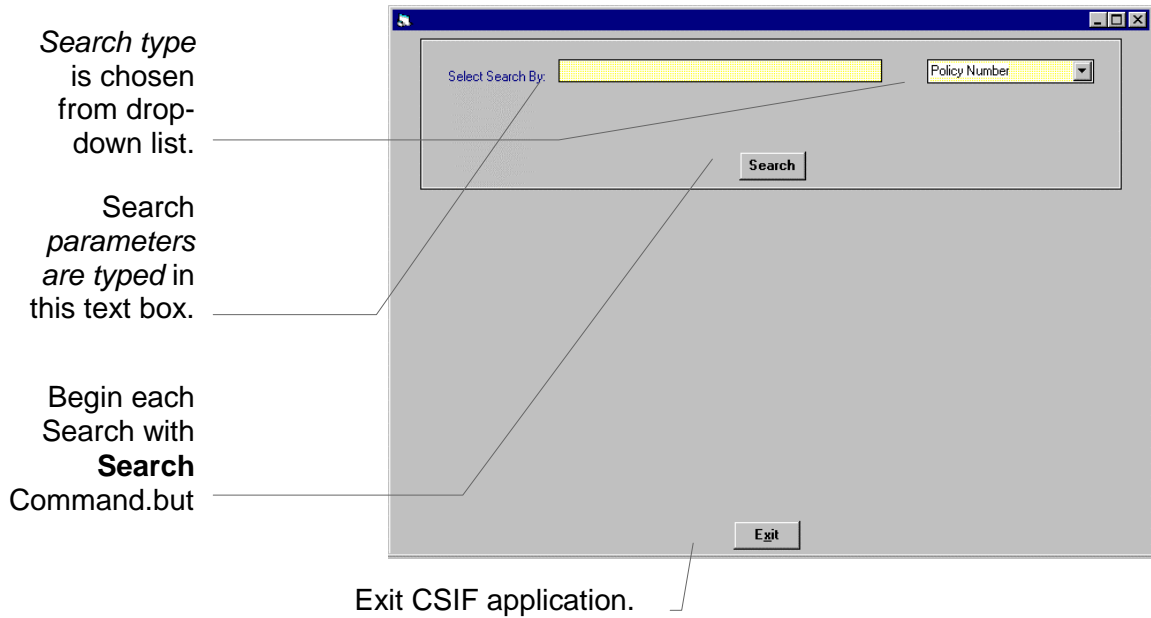 Search type
is chosen
from drop-
down list.
Search
parameters
are typed in
this text box.
Begin each
Search with
Search
Command.but
Select Search By:
Policy Number
Search
Exit
Exit CSIF application.